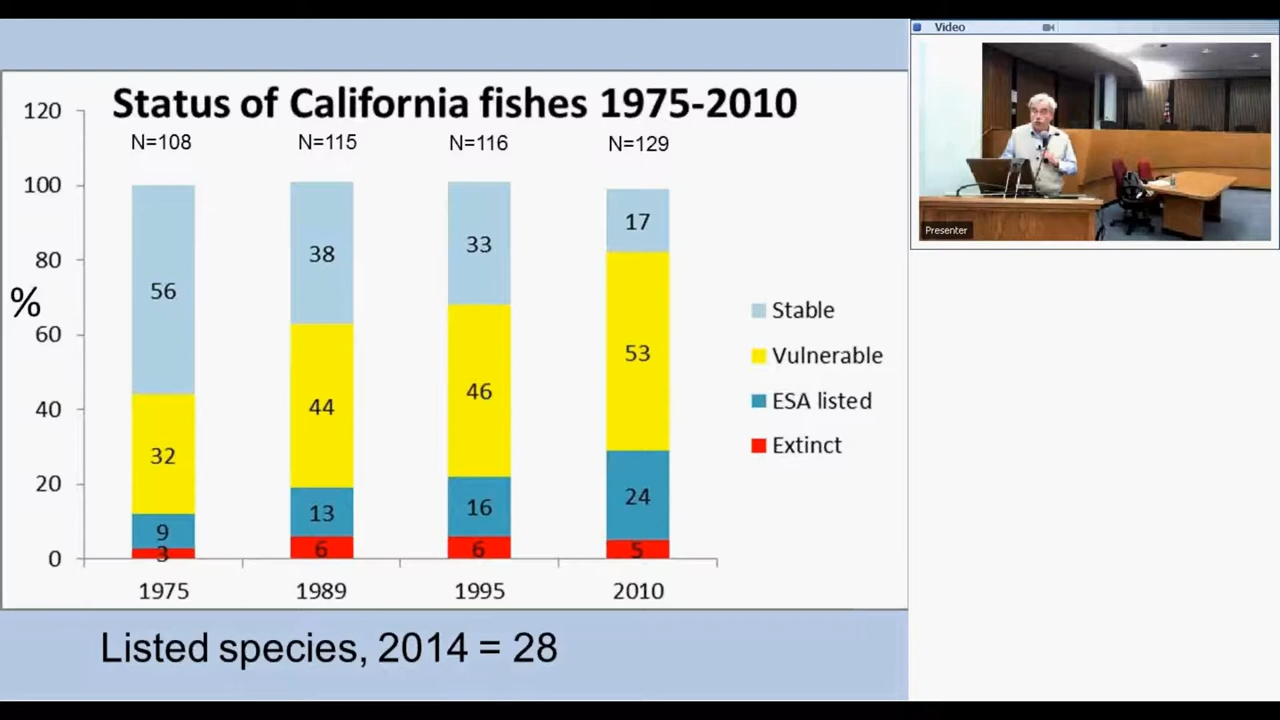 Status of California fishes 1975-2010
N=108 N=115 N=116 N=129
%
120
100
80
60
40
20
0
56 38 33 17
32 44 46 53
9 13 16 24
3 6 6 5
1975 1989 1995 2010
Stable
Vulnerable
ESA listed
Extinct
Listed species, 2014 = 28
Video
Presenter